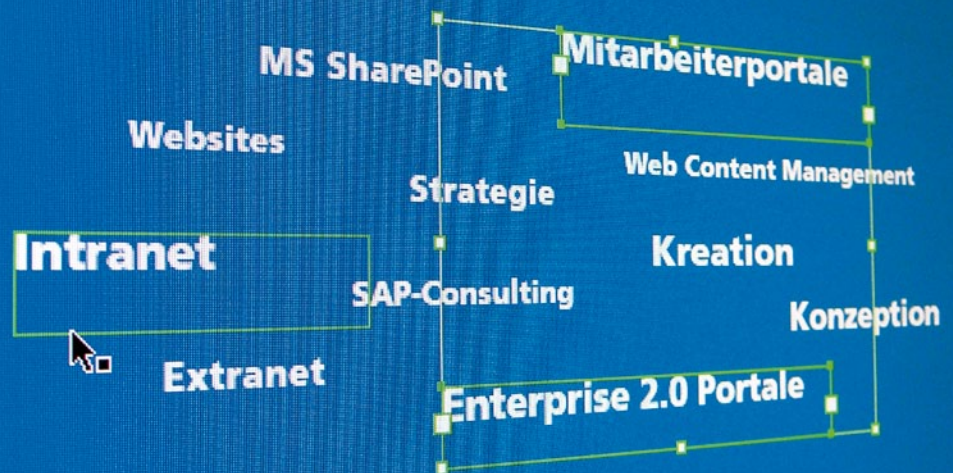 Mitarbeiterportale
MS SharePoint
Websites
Web Content Management
Strategie
Intranet
Kreation
SAP-Consulting
Konzeption
Extranet
Enterprise 2.0 Portale